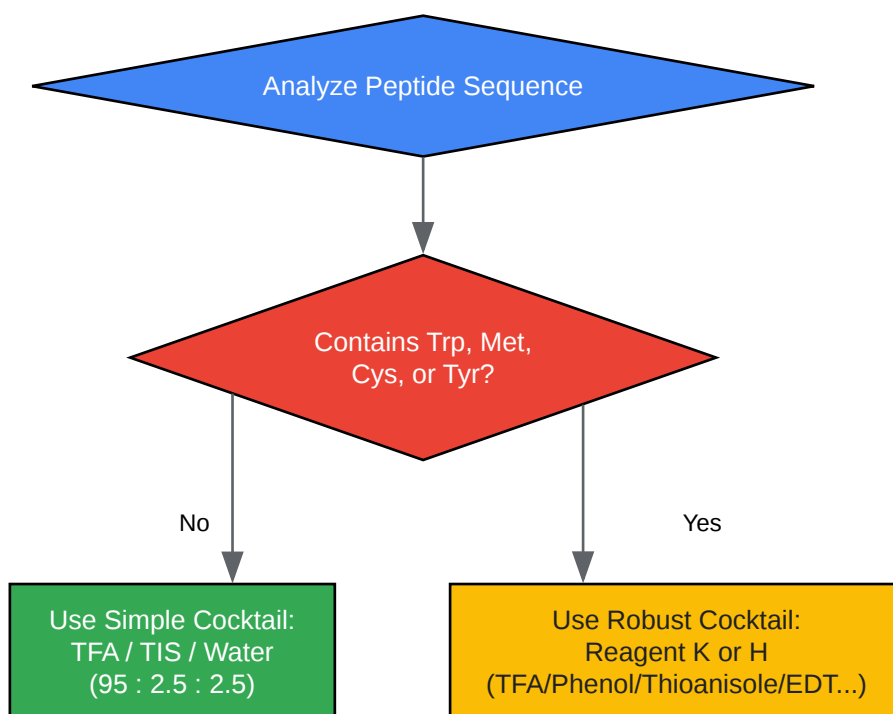 Analyze Peptide Sequence
Contains Trp, Met,
Cys, or Tyr?
No
Yes
Use Simple Cocktail:
TFA / TIS / Water
(95 : 2.5 : 2.5)
Use Robust Cocktail:
Reagent K or H
(TFA/Phenol/Thioanisole/EDT...)